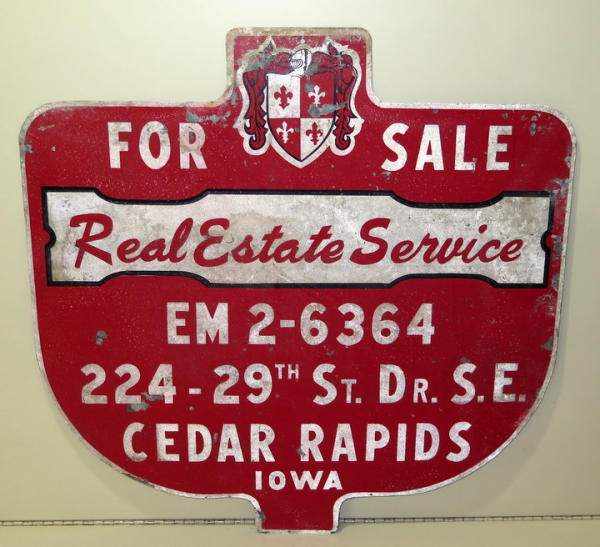 FOR SALE
Real Estate Service
EM 2-6364
224-29TH ST. DR. S.E.
CEDAR RAPIDS
IOWA